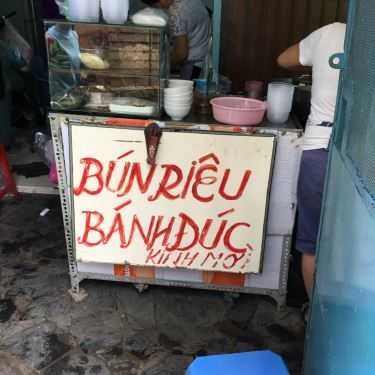 BÚN RIÊU
BÁNH ĐÚC
KÍNH MỜI